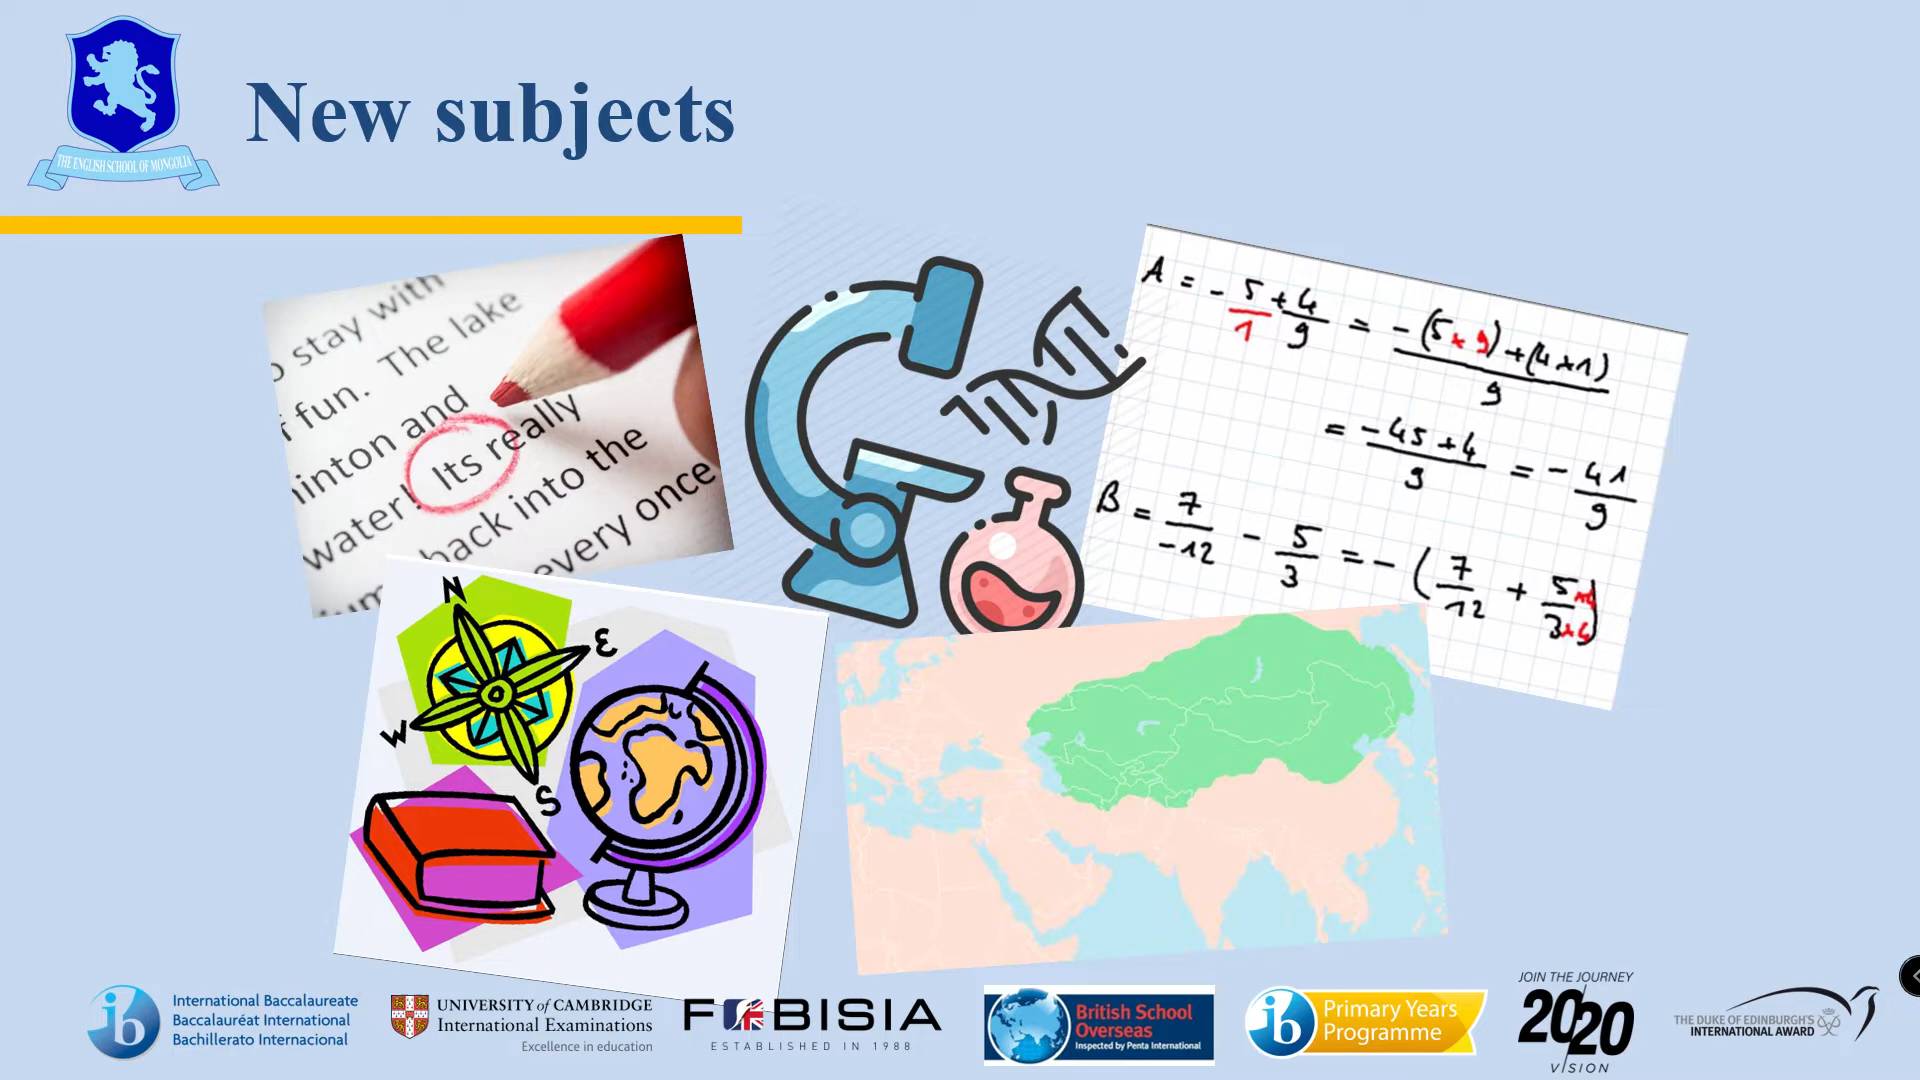 THE ENGLISH SCHOOL OF MONGOLIA
New subjects
stay with
fun. The lake
and
water! Its really
back into the
every once
N
E
W
S
A = - 5/1 + 4/9 = -(5×9)+(4×1)/9
= -45+4/9 = - 41/9
B = 7/-12 - 5/3 = - (7/12 + 5×4/3×4)
ib
International Baccalaureate
Baccalauréat International
Bachillerato Internacional
UNIVERSITY of CAMBRIDGE
International Examinations
Excellence in education
FOBISIA
ESTABLISHED IN 1988
British School
Overseas
Inspected by Penta International
ib
Primary Years
Programme
JOIN THE JOURNEY
2020
VISION
THE DUKE OF EDINBURGH'S
INTERNATIONAL AWARD